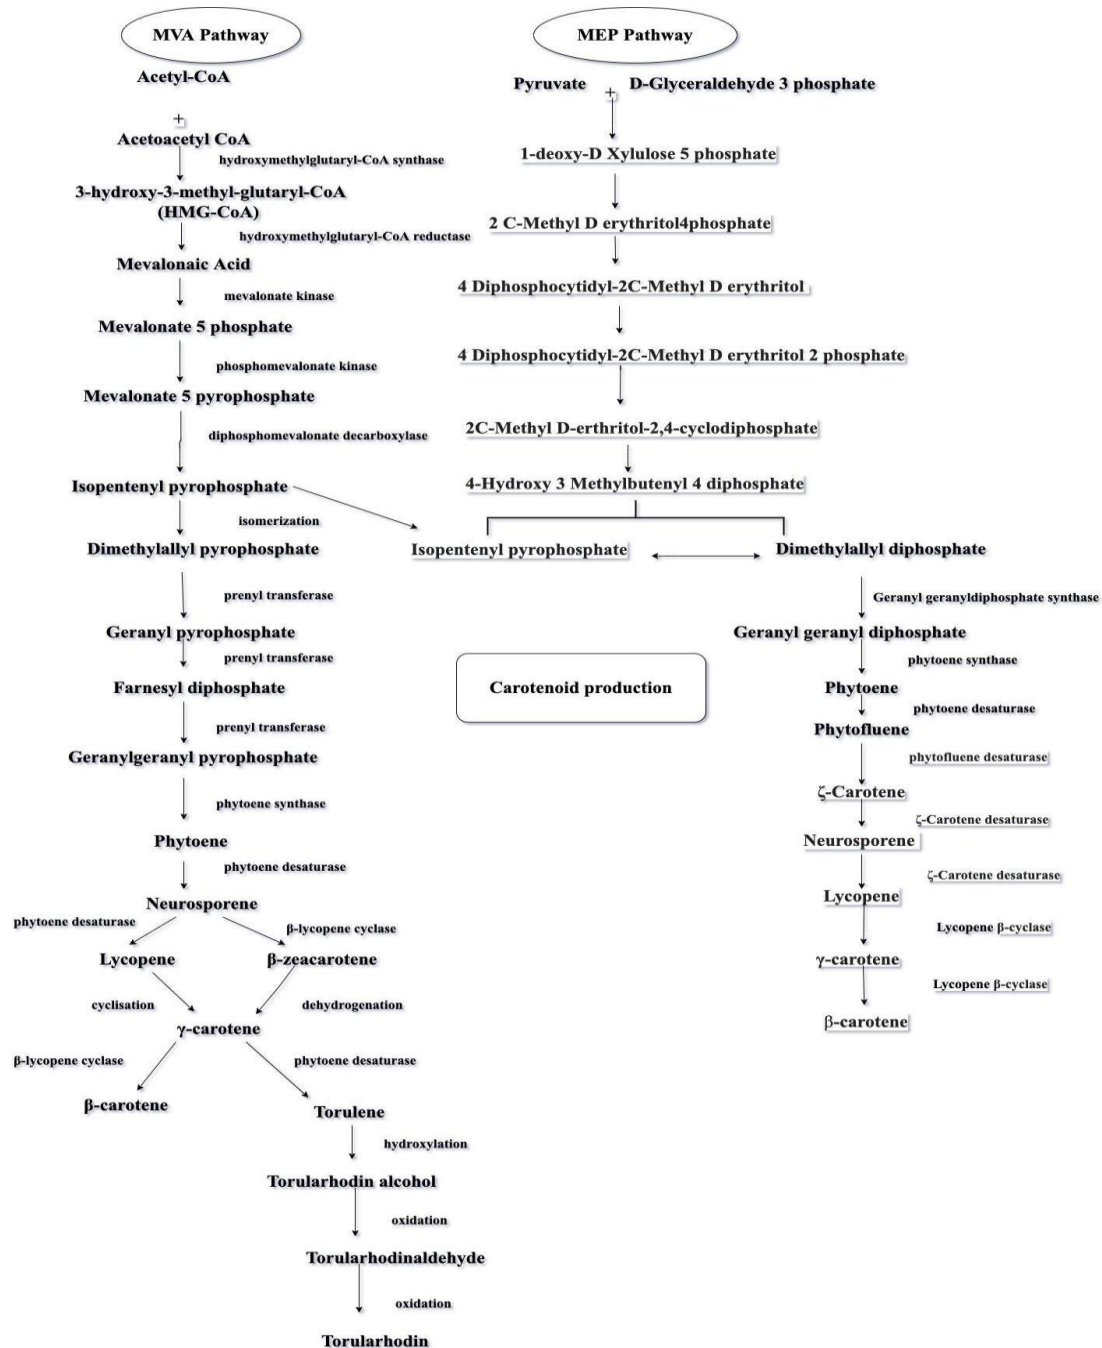 MVA Pathway
Acetyl-CoA
+
Acetoacetyl CoA
hydroxymethylglutaryl-CoA synthase
3-hydroxy-3-methyl-glutaryl-CoA
(HMG-CoA)
hydroxymethylglutaryl-CoA reductase
Mevalonaic Acid
mevalonate kinase
Mevalonate 5 phosphate
phosphomevalonate kinase
Mevalonate 5 pyrophosphate
diphosphomevalonate decarboxylase
Isopentenyl pyrophosphate
isomerization
Dimethylallyl pyrophosphate
prenyl transferase
Geranyl pyrophosphate
prenyl transferase
Farnesyl diphosphate
prenyl transferase
Geranylgeranyl pyrophosphate
phytoene synthase
Phytoene
phytoene desaturase
Neurosporene
phytoene desaturase
β-lycopene cyclase
Lycopene
β-zeacarotene
cyclisation
dehydrogenation
γ-carotene
β-lycopene cyclase
phytoene desaturase
β-carotene
Torulene
hydroxylation
Torularhodin alcohol
oxidation
Torularhodinaldehyde
oxidation
Torularhodin
MEP Pathway
Pyruvate + D-Glyceraldehyde 3 phosphate
1-deoxy-D Xylulose 5 phosphate
2 C-Methyl D erythritol4phosphate
4 Diphosphocytidyl-2C-Methyl D erythritol
4 Diphosphocytidyl-2C-Methyl D erythritol 2 phosphate
2C-Methyl D-erthritol-2,4-cyclodiphosphate
4-Hydroxy 3 Methylbutenyl 4 diphosphate
Isopentenyl pyrophosphate
Dimethylallyl diphosphate
Geranyl geranyldiphosphate synthase
Geranyl geranyl diphosphate
phytoene synthase
Phytoene
phytoene desaturase
Phytofluene
phytofluene desaturase
ζ-Carotene
ζ-Carotene desaturase
Neurosporene
ζ-Carotene desaturase
Lycopene
Lycopene β-cyclase
γ-carotene
Lycopene β-cyclase
β-carotene
Carotenoid production